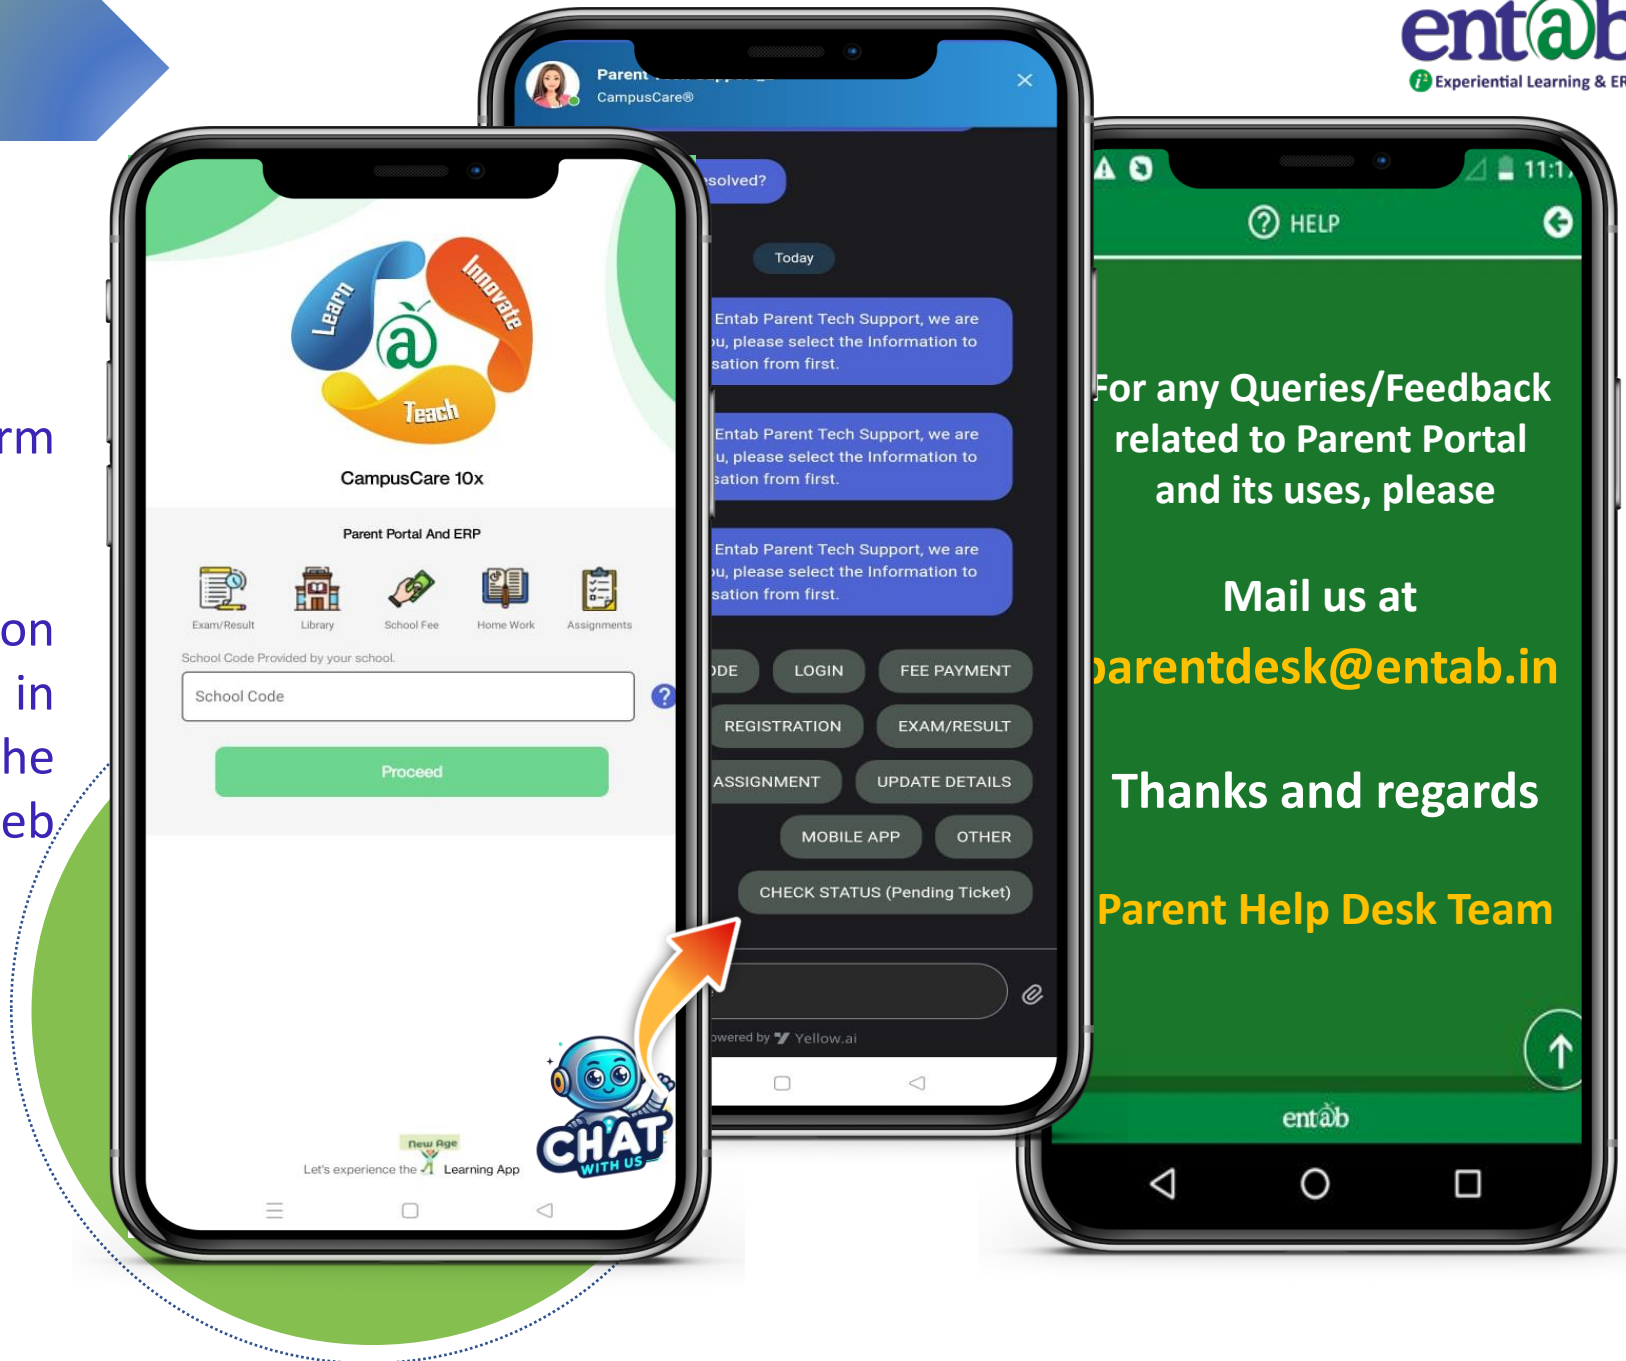 entab
Experiential Learning &
rm
on
in
he
eb
Learn
Innovate
Teach
a
CampusCare 10x
Parent Portal And ERP
Exam/Result
Library
School Fee
Home Work
Assignments
School Code Provided by your school.
School Code
?
Proceed
New Age
Let's experience the
Learning App
CHAT
WITH US
Parent
CampusCare®
solved?
Today
Entab Parent Tech Support, we are
u, please select the Information to
sation from first.
Entab Parent Tech Support, we are
u, please select the Information to
sation from first.
Entab Parent Tech Support, we are
u, please select the Information to
sation from first.
DE
LOGIN
FEE PAYMENT
REGISTRATION
EXAM/RESULT
ASSIGNMENT
UPDATE DETAILS
MOBILE APP
OTHER
CHECK STATUS (Pending Ticket)
owered by Yellow.ai
11:1
? HELP
For any Queries/Feedback
related to Parent Portal
and its uses, please
Mail us at
parentdesk@entab.in
Thanks and regards
Parent Help Desk Team
entab